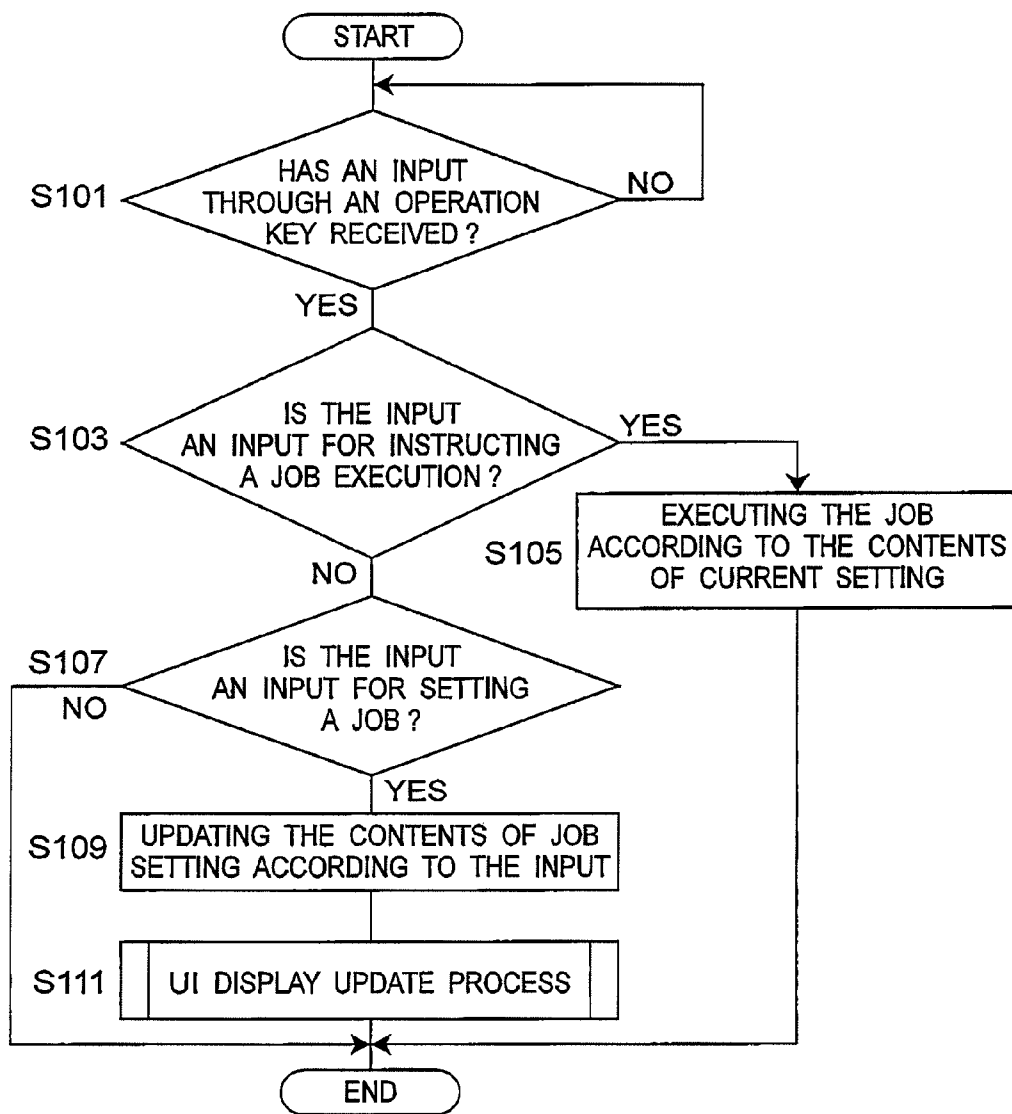 START
S101
HAS AN INPUT
THROUGH AN OPERATION
KEY RECEIVED ?
NO
YES
S103
IS THE INPUT
AN INPUT FOR INSTRUCTING
A JOB EXECUTION ?
YES
NO
S105
EXECUTING THE JOB
ACCORDING TO THE CONTENTS
OF CURRENT SETTING
S107
NO
IS THE INPUT
AN INPUT FOR SETTING
A JOB ?
YES
S109
UPDATING THE CONTENTS OF JOB
SETTING ACCORDING TO THE INPUT
S111
UI DISPLAY UPDATE PROCESS
END